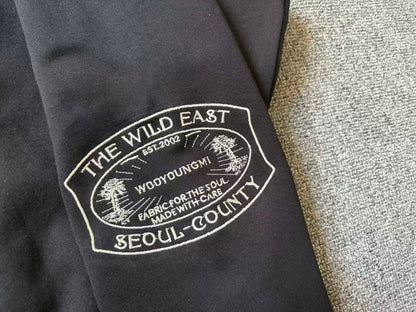 THE WILD EAST
EST.2002
WOOYOUNGMI
FABRIC FOR THE SOUL
MADE WITH CARE
SEOUL-COUNTY